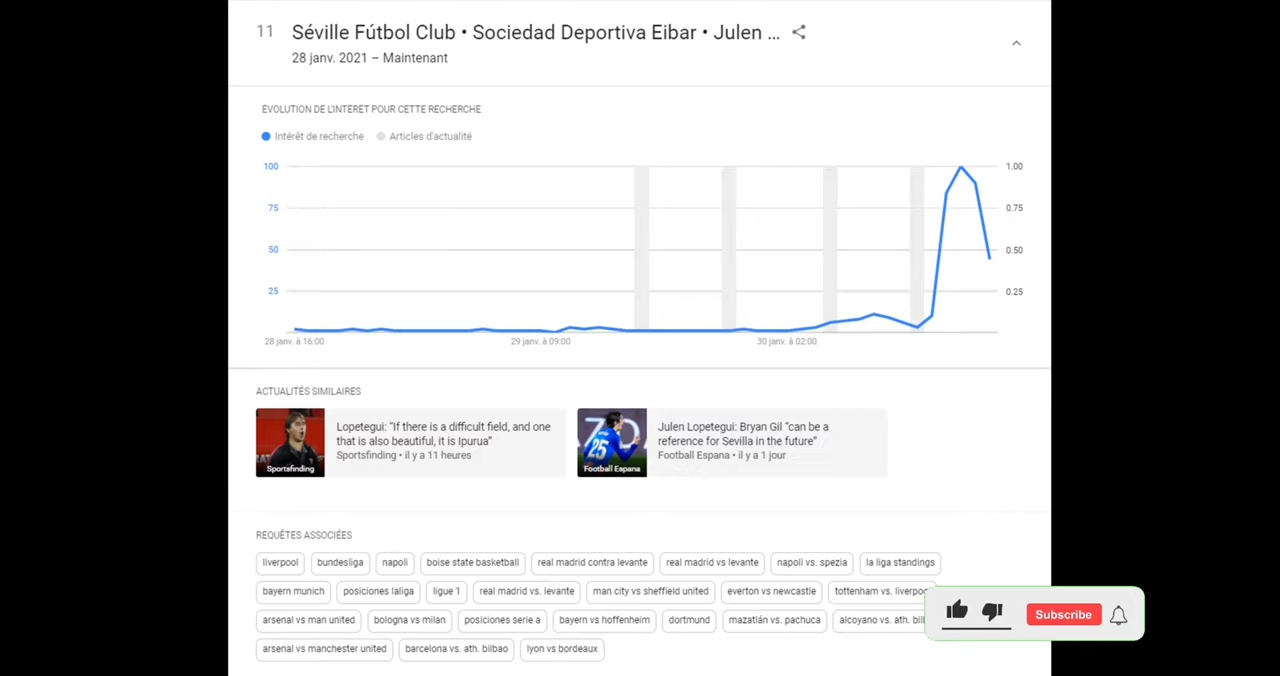 11 Séville Fútbol Club • Sociedad Deportiva Eibar • Julen ...
28 janv. 2021 – Maintenant
ÉVOLUTION DE L'INTÉRÊT POUR CETTE RECHERCHE
Intérêt de recherche Articles d'actualité
100 1.00
75 0.75
50 0.50
25 0.25
28 janv. à 16:00 29 janv. à 09:00 30 janv. à 02:00
ACTUALITÉS SIMILAIRES
Lopetegui: “If there is a difficult field, and one
that is also beautiful, it is Ipurua”
Sportsfinding • il y a 11 heures
Sportsfinding
Julen Lopetegui: Bryan Gil “can be a
reference for Sevilla in the future”
Football Espana • il y a 1 jour
25
Football Espana
REQUÊTES ASSOCIÉES
liverpool bundesliga napoli boise state basketball real madrid contra levante real madrid vs levante napoli vs. spezia la liga standings
bayern munich posiciones laliga ligue 1 real madrid vs. levante man city vs sheffield united everton vs newcastle tottenham vs. liverpoo
arsenal vs man united bologna vs milan posiciones serie a bayern vs hoffenheim dortmund mazatlán vs. pachuca alcoyano vs. ath. bil
arsenal vs manchester united barcelona vs. ath. bilbao lyon vs bordeaux
Subscribe